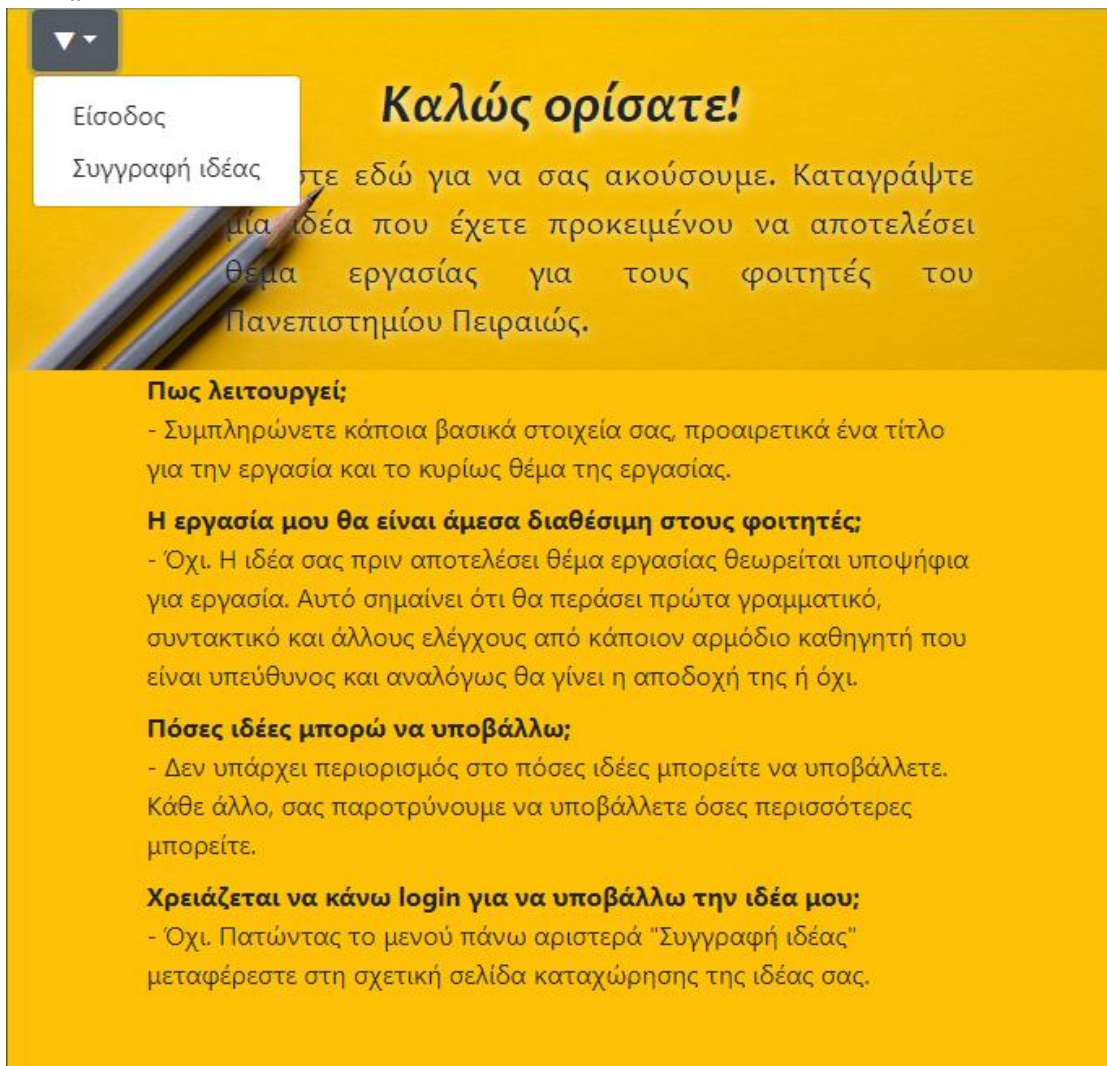 Είσοδος
Συγγραφή ιδέας
Καλώς ορίσατε!
εδώ για να σας ακούσουμε. Καταγράψτε
μία ιδέα που έχετε προκειμένου να αποτελέσει
θέμα εργασίας για τους φοιτητές του
Πανεπιστημίου Πειραιώς.
Πως λειτουργεί;
- Συμπληρώνετε κάποια βασικά στοιχεία σας, προαιρετικά ένα τίτλο
για την εργασία και το κυρίως θέμα της εργασίας.
Η εργασία μου θα είναι άμεσα διαθέσιμη στους φοιτητές;
- Όχι. Η ιδέα σας πριν αποτελέσει θέμα εργασίας θεωρείται υποψήφια
για εργασία. Αυτό σημαίνει ότι θα περάσει πρώτα γραμματικό,
συντακτικό και άλλους ελέγχους από κάποιον αρμόδιο καθηγητή που
είναι υπεύθυνος και αναλόγως θα γίνει η αποδοχή της ή όχι.
Πόσες ιδέες μπορώ να υποβάλλω;
- Δεν υπάρχει περιορισμός στο πόσες ιδέες μπορείτε να υποβάλλετε.
Κάθε άλλο, σας παροτρύνουμε να υποβάλλετε όσες περισσότερες
μπορείτε.
Χρειάζεται να κάνω login για να υποβάλλω την ιδέα μου;
- Όχι. Πατώντας το μενού πάνω αριστερά "Συγγραφή ιδέας"
μεταφέρεστε στη σχετική σελίδα καταχώρησης της ιδέας σας.